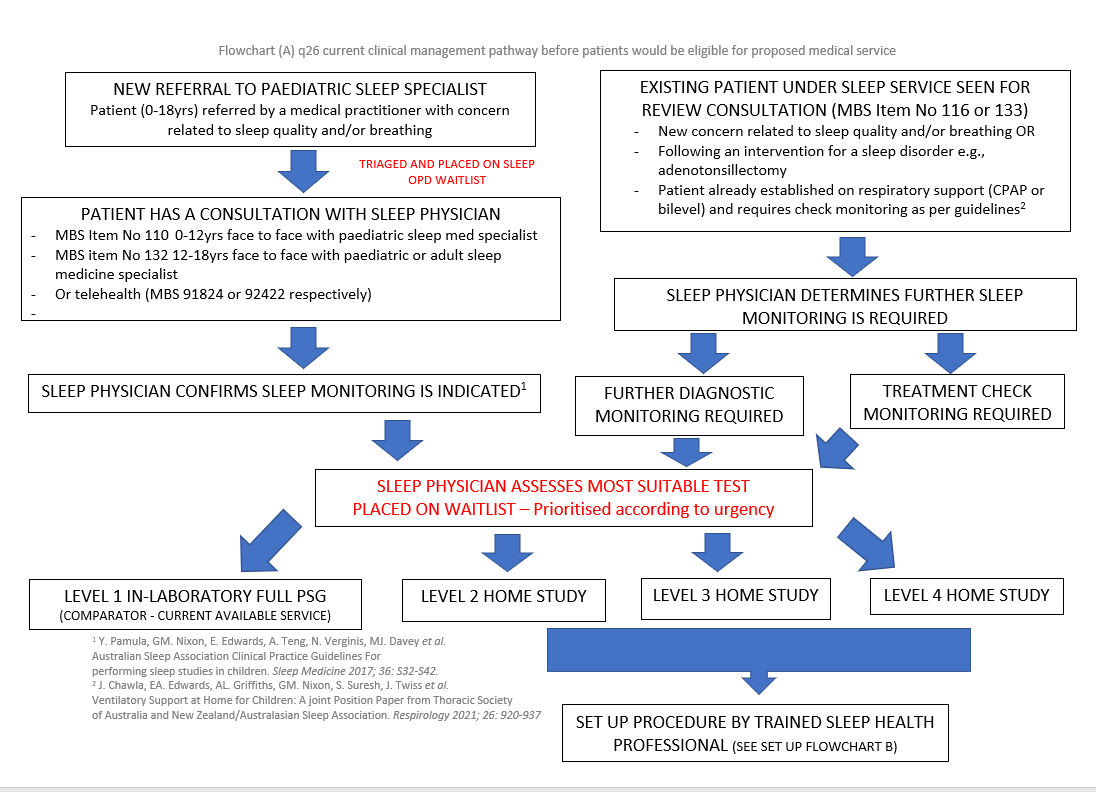 Flowchart (A) q26 current clinical management pathway before patients would be eligible for proposed medical service
NEW REFERRAL TO PAEDIATRIC SLEEP SPECIALIST
Patient (0-18yrs) referred by a medical practitioner with concern
related to sleep quality and/or breathing
TRIAGED AND PLACED ON SLEEP
OPD WAITLIST
PATIENT HAS A CONSULTATION WITH SLEEP PHYSICIAN
- MBS Item No 110 0-12yrs face to face with paediatric sleep med specialist
- MBS item No 132 12-18yrs face to face with paediatric or adult sleep
medicine specialist
- Or telehealth (MBS 91824 or 92422 respectively)
-
SLEEP PHYSICIAN CONFIRMS SLEEP MONITORING IS INDICATED¹
EXISTING PATIENT UNDER SLEEP SERVICE SEEN FOR
REVIEW CONSULTATION (MBS Item No 116 or 133)
- New concern related to sleep quality and/or breathing OR
- Following an intervention for a sleep disorder e.g.,
adenotonsillectomy
- Patient already established on respiratory support (CPAP or
bilevel) and requires check monitoring as per guidelines²
SLEEP PHYSICIAN DETERMINES FURTHER SLEEP
MONITORING IS REQUIRED
FURTHER DIAGNOSTIC
MONITORING REQUIRED
TREATMENT CHECK
MONITORING REQUIRED
SLEEP PHYSICIAN ASSESSES MOST SUITABLE TEST
PLACED ON WAITLIST – Prioritised according to urgency
LEVEL 1 IN-LABORATORY FULL PSG
(COMPARATOR - CURRENT AVAILABLE SERVICE)
LEVEL 2 HOME STUDY
LEVEL 3 HOME STUDY
LEVEL 4 HOME STUDY
¹ Y. Pamula, GM. Nixon, E. Edwards, A. Teng, N. Verginis, MJ. Davey et al.
Australian Sleep Association Clinical Practice Guidelines For
performing sleep studies in children. Sleep Medicine 2017; 36: S32-S42.
² J. Chawla, EA. Edwards, AL. Griffiths, GM. Nixon, S. Suresh, J. Twiss et al.
Ventilatory Support at Home for Children: A joint Position Paper from Thoracic Society
of Australia and New Zealand/Australasian Sleep Association. Respirology 2021; 26: 920-937
SET UP PROCEDURE BY TRAINED SLEEP HEALTH
PROFESSIONAL (SEE SET UP FLOWCHART B)